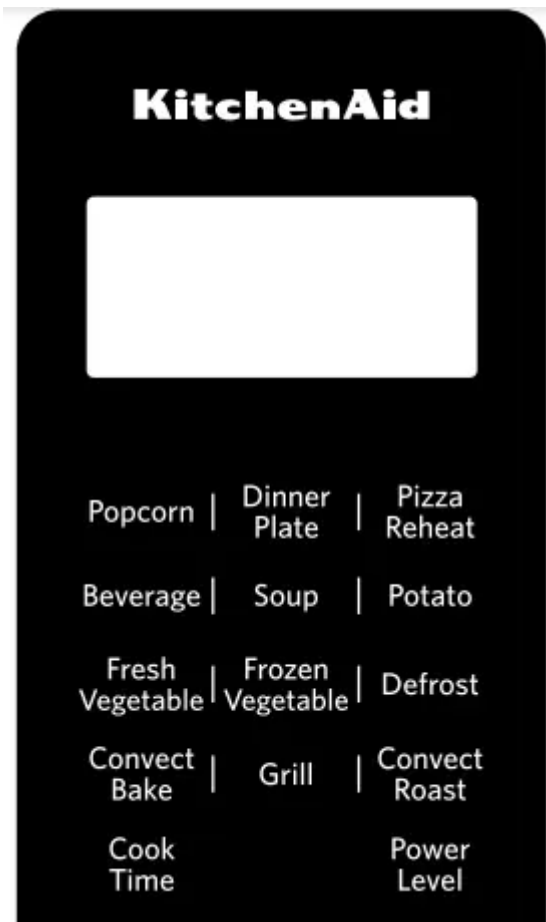 KitchenAid
Popcorn | Dinner Plate | Pizza Reheat
Beverage | Soup | Potato
Fresh Vegetable | Frozen Vegetable | Defrost
Convect Bake | Grill | Convect Roast
Cook Time Power Level